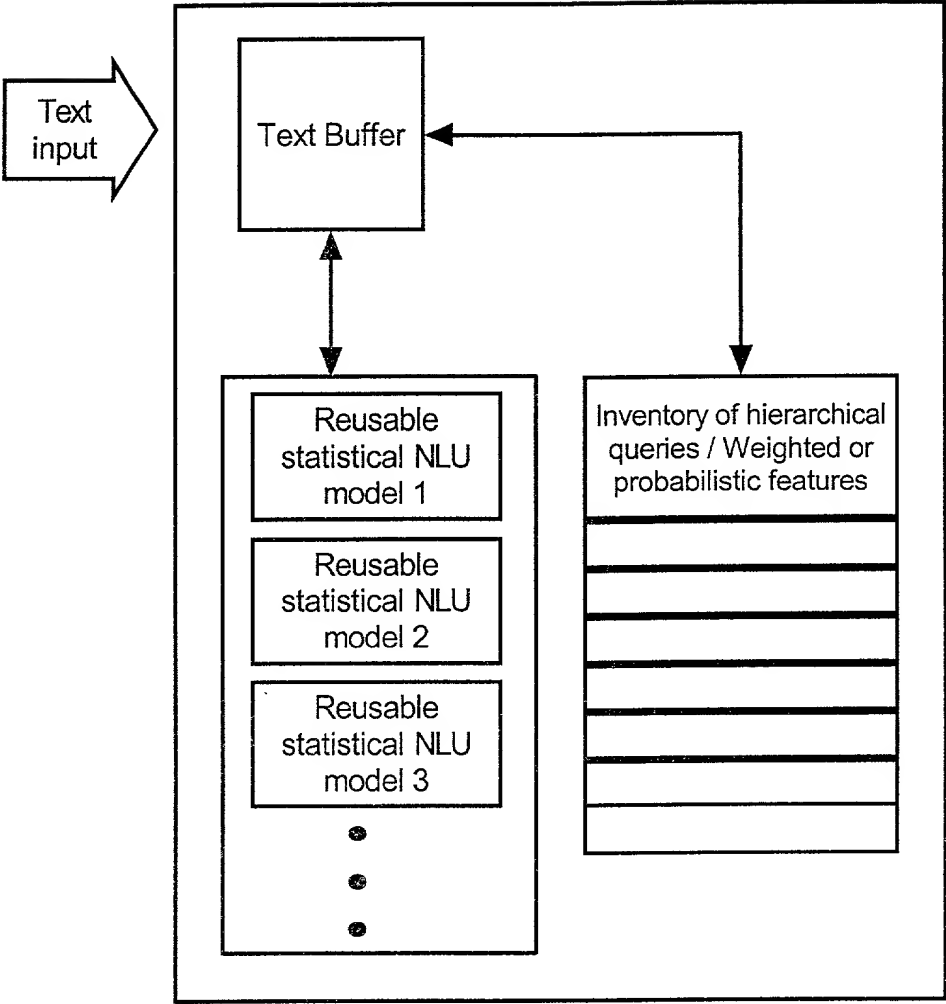 Text
input
Text Buffer
Reusable
statistical NLU
model 1
Reusable
statistical NLU
model 2
Reusable
statistical NLU
model 3
Inventory of hierarchical
queries / Weighted or
probabilistic features